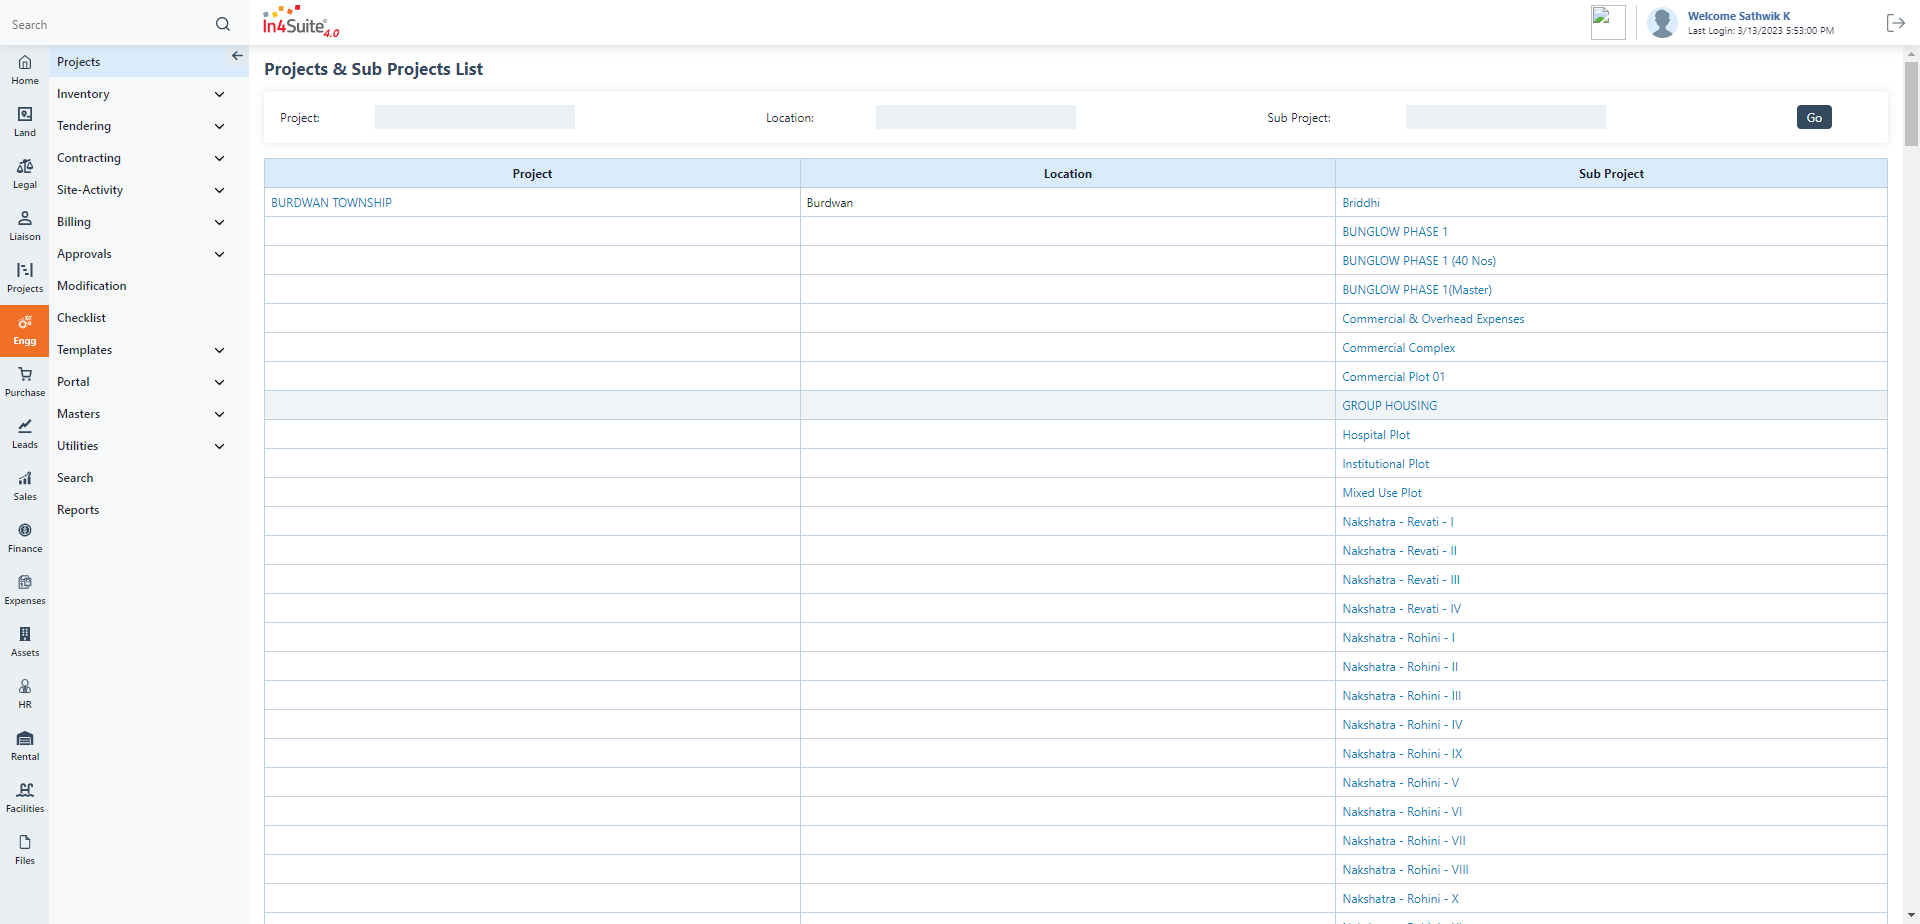 Search
In4Suite® 4.0
Welcome Sathwik K
Last Login: 3/13/2023 5:53:00 PM
Home
Land
Legal
Liaison
Projects
Engg
Purchase
Leads
Sales
Finance
Expenses
Assets
HR
Rental
Facilities
Files
Projects
Inventory
Tendering
Contracting
Site-Activity
Billing
Approvals
Modification
Checklist
Templates
Portal
Masters
Utilities
Search
Reports
Projects & Sub Projects List
Project: Location: Sub Project: Go
Project Location Sub Project
BURDWAN TOWNSHIP Burdwan Briddhi
BUNGLOW PHASE 1
BUNGLOW PHASE 1 (40 Nos)
BUNGLOW PHASE 1(Master)
Commercial & Overhead Expenses
Commercial Complex
Commercial Plot 01
GROUP HOUSING
Hospital Plot
Institutional Plot
Mixed Use Plot
Nakshatra - Revati - I
Nakshatra - Revati - II
Nakshatra - Revati - III
Nakshatra - Revati - IV
Nakshatra - Rohini - I
Nakshatra - Rohini - II
Nakshatra - Rohini - III
Nakshatra - Rohini - IV
Nakshatra - Rohini - IX
Nakshatra - Rohini - V
Nakshatra - Rohini - VI
Nakshatra - Rohini - VII
Nakshatra - Rohini - VIII
Nakshatra - Rohini - X